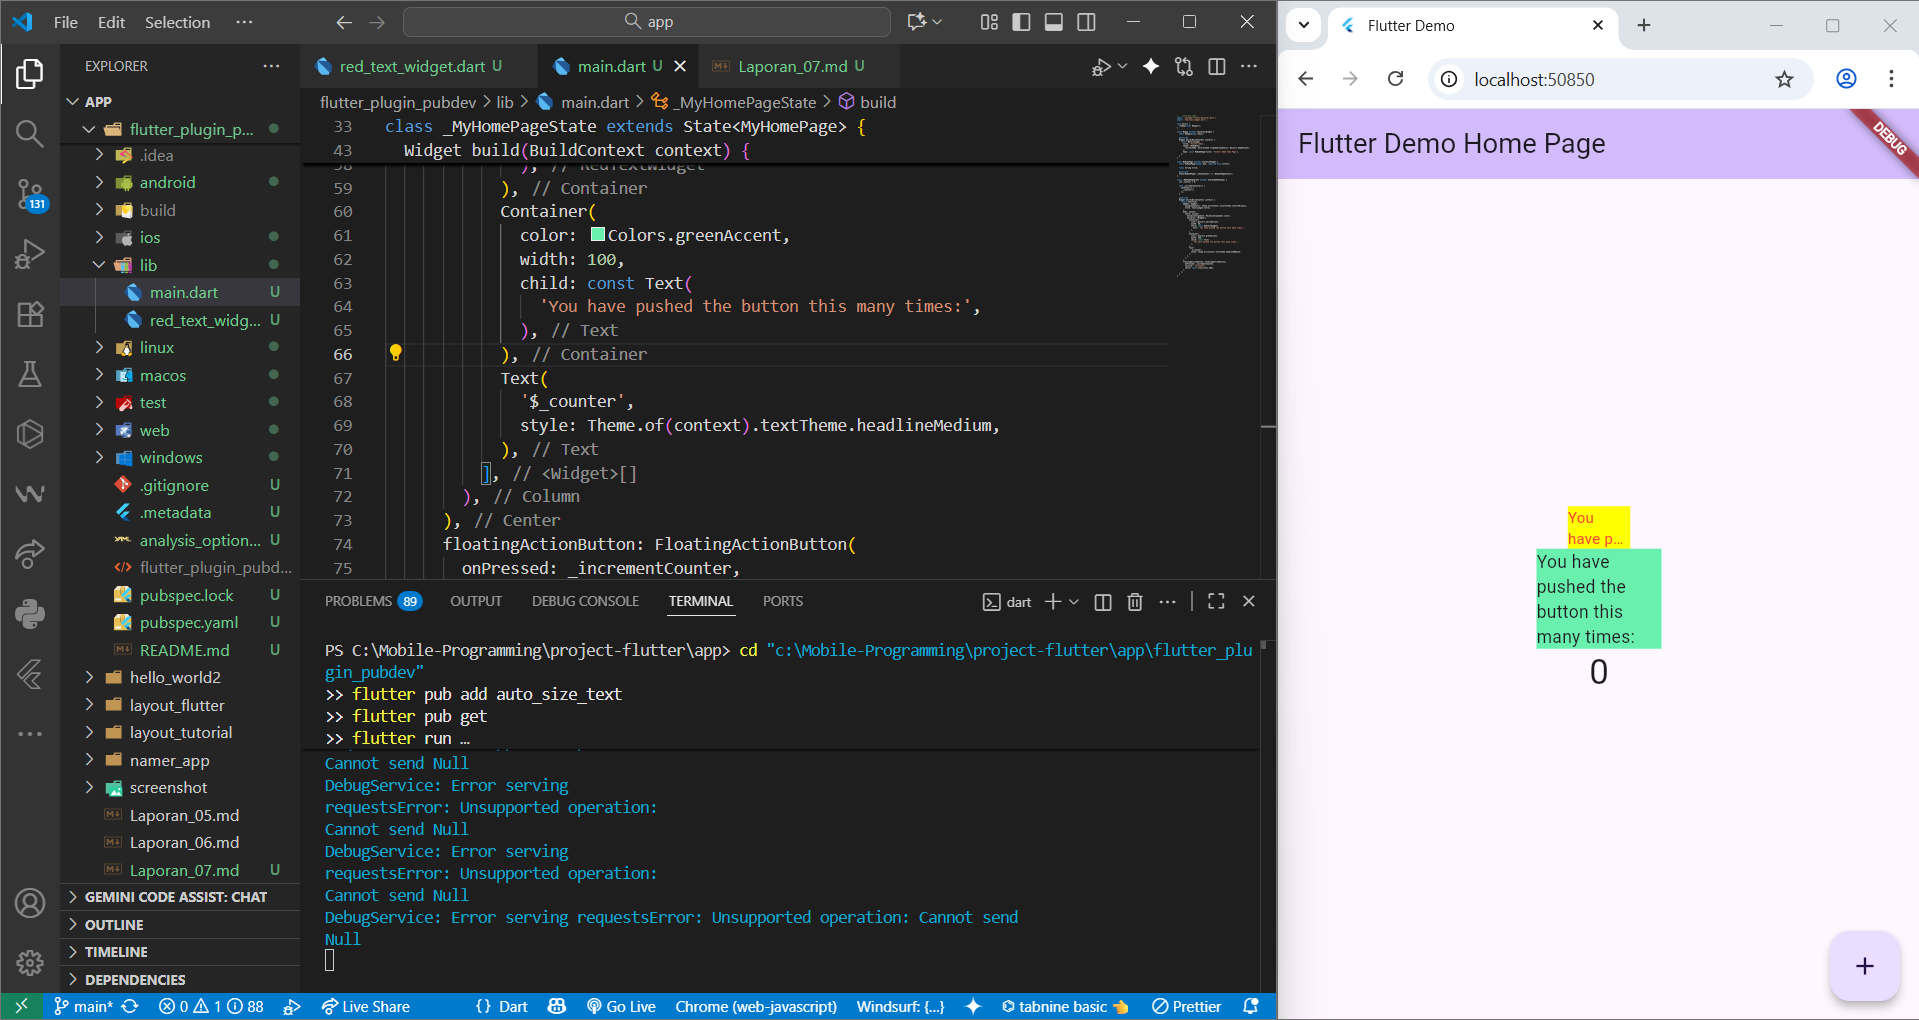 File Edit Selection ··· app
EXPLORER ···
APP
flutter_plugin_p...
.idea
android
build
ios
lib
main.dart U
red_text_widg... U
linux
macos
test
web
windows
.gitignore U
.metadata U
analysis_option... U
flutter_plugin_pubd...
pubspec.lock U
pubspec.yaml U
README.md U
hello_world2
layout_flutter
layout_tutorial
namer_app
screenshot
Laporan_05.md
Laporan_06.md
Laporan_07.md U
GEMINI CODE ASSIST: CHAT
OUTLINE
TIMELINE
DEPENDENCIES
131
red_text_widget.dart U main.dart U Laporan_07.md U
flutter_plugin_pubdev > lib > main.dart > _MyHomePageState > build
33 class _MyHomePageState extends State<MyHomePage> {
43 Widget build(BuildContext context) {
58 ), // RedTextWidget
59 ), // Container
60 Container(
61 color: Colors.greenAccent,
62 width: 100,
63 child: const Text(
64 'You have pushed the button this many times:',
65 ), // Text
66 ), // Container
67 Text(
68 '$_counter',
69 style: Theme.of(context).textTheme.headlineMedium,
70 ), // Text
71 ], // <Widget>[]
72 ), // Column
73 ), // Center
74 floatingActionButton: FloatingActionButton(
75 onPressed: _incrementCounter,
PROBLEMS 89 OUTPUT DEBUG CONSOLE TERMINAL PORTS dart
PS C:\Mobile-Programming\project-flutter\app> cd "c:\Mobile-Programming\project-flutter\app\flutter_plu
gin_pubdev"
>> flutter pub add auto_size_text
>> flutter pub get
>> flutter run …
Cannot send Null
DebugService: Error serving
requestsError: Unsupported operation:
Cannot send Null
DebugService: Error serving
requestsError: Unsupported operation:
Cannot send Null
DebugService: Error serving requestsError: Unsupported operation: Cannot send
Null
main* 0 1 88 Live Share {} Dart Go Live Chrome (web-javascript) Windsurf: {...} tabnine basic Prettier
Flutter Demo
localhost:50850
Flutter Demo Home Page
DEBUG
You
have p...
You have
pushed the
button this
many times:
0
+